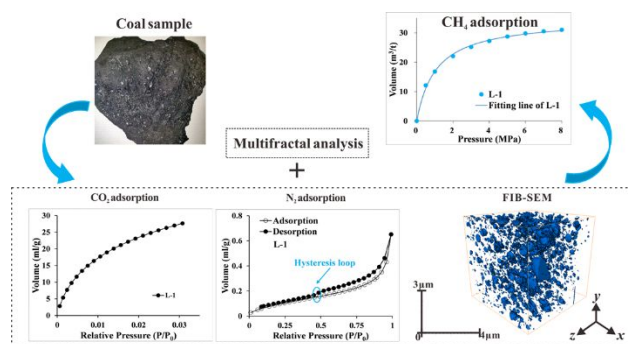 Coal sample
CH₄ adsorption
Volume (m³/t)
30
20
10
0
L-1
Fitting line of L-1
0 2 4 6 8
Pressure (MPa)
Multifractal analysis
+
CO₂ adsorption
Volume (ml/g)
30
25
20
15
10
5
0
L-1
0 0.01 0.02 0.03 0.04
Relative Pressure (P/P₀)
N₂ adsorption
Volume (ml/g)
0.8
0.6
0.4
0.2
0
Adsorption
Desorption
L-1
Hysteresis loop
0 0.25 0.5 0.75 1
Relative Pressure (P/P₀)
FIB-SEM
3μm
0
4μm
y
z
x